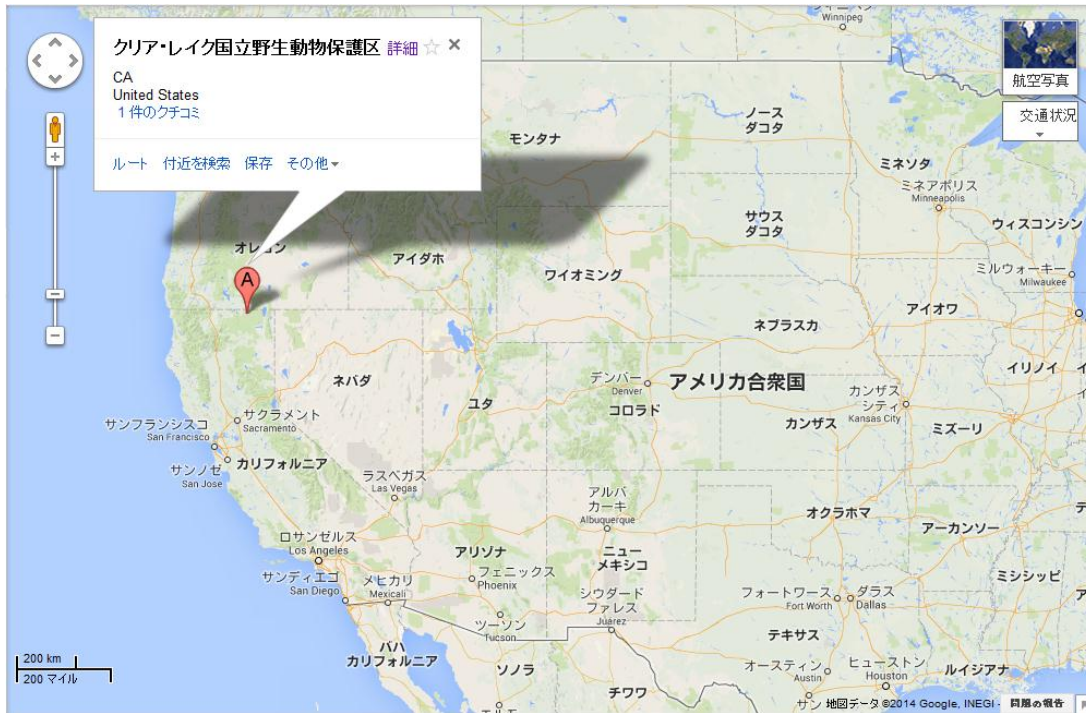 クリア・レイク国立野生動物保護区 詳細
CA
United States
1 件のクチコミ
ルート 付近を検索 保存 その他
Winnipeg
航空写真
交通状況
モンタナ
ノース
ダコタ
ミネソタ
ミネアポリス
Minneapolis
サウス
ダコタ
ウィスコンシン
オレゴン
アイダホ
ワイオミング
ミルウォーキー
Milwaukee
A
アイオワ
ネブラスカ
イリノイ
ネバダ
デンバー
Denver
アメリカ合衆国
ユタ
コロラド
カンザス
シティ
Kansas City
サクラメント
Sacramento
サンフランシスコ
San Francisco
カンザス
ミズーリ
サンノゼ
San Jose
カリフォルニア
ラスベガス
Las Vegas
アルバ
カーキ
Albuquerque
オクラホマ
アーカンソー
ロサンゼルス
Los Angeles
アリゾナ
ニュー
メキシコ
サンディエゴ
San Diego
メヒカリ
Mexicali
フェニックス
Phoenix
ミシシッピ
シウダード
ファレス
Juárez
フォートワース
Fort Worth
ダラス
Dallas
ツーソン
Tucson
テキサス
バハ
カリフォルニア
ソノラ
オースティン
Austin
ヒューストン
Houston
ルイジアナ
チワワ
200 km
200 マイル
サン 地図データ ©2014 Google, INEGI -
問題の報告